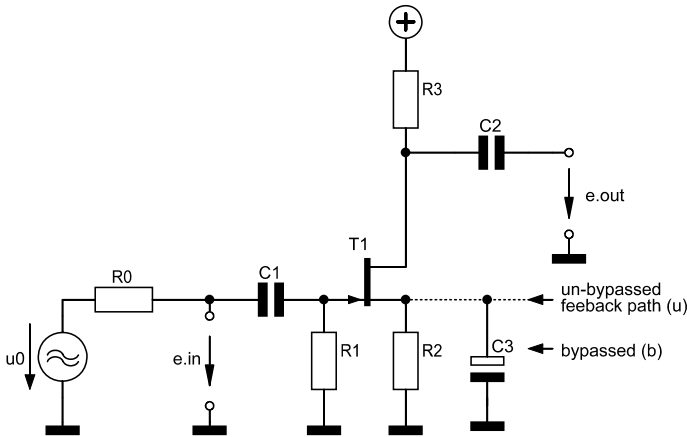 +
R3
C2
e.out
T1
C1
R0
un-bypassed
feeback path (u)
u0
e.in
R1
R2
C3
bypassed (b)